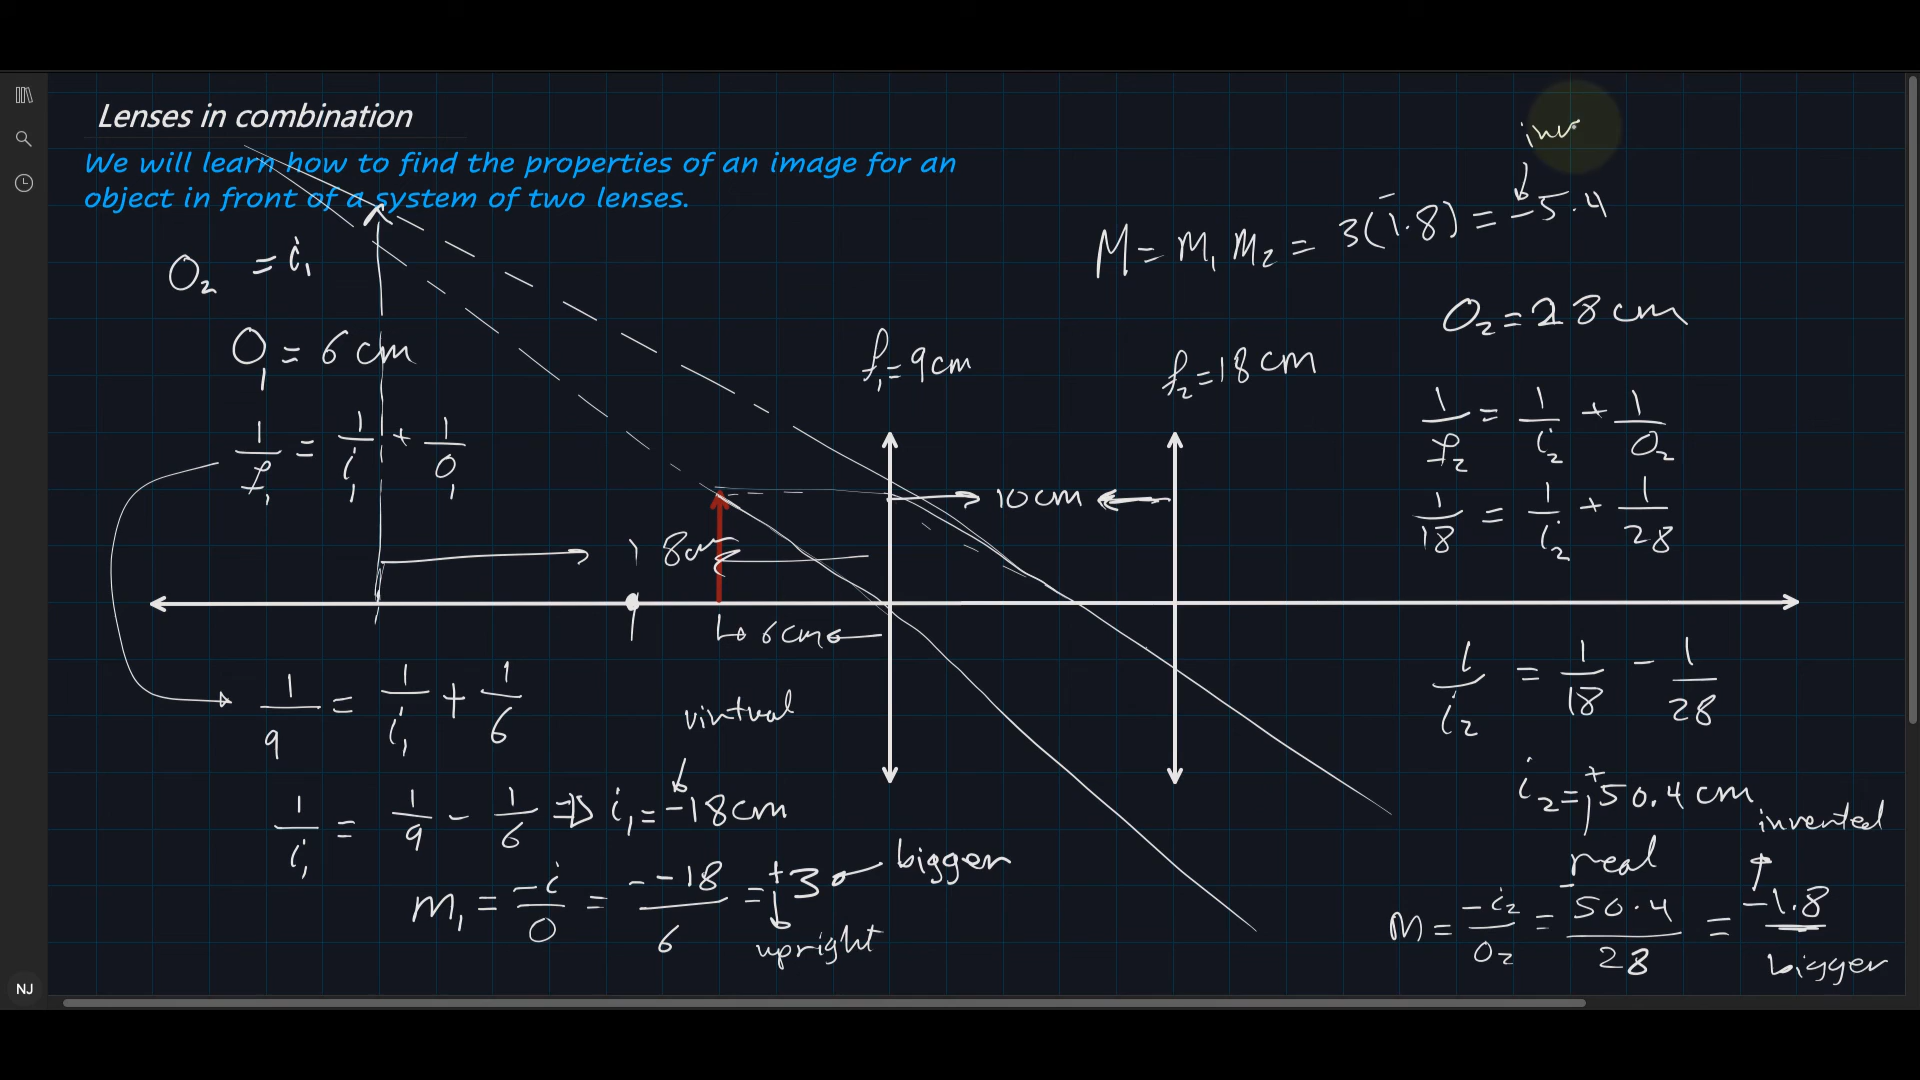 Lenses in combination
We will learn how to find the properties of an image for an
object in front of a system of two lenses.
O₂ = i₁
O₁ = 6 cm
1/f₁ = 1/i₁ + 1/O₁
1/9 = 1/i₁ + 1/6
1/i₁ = 1/9 - 1/6 ⇒ i₁ = -18cm
virtual
m₁ = -i/O = - -18/6 = +3
bigger
upright
18cm
6cm
f₁ = 9cm
f₂ = 18cm
10cm
inv
M = m₁ m₂ = 3(-1.8) = -5.4
O₂ = 28cm
1/f₂ = 1/i₂ + 1/O₂
1/18 = 1/i₂ + 1/28
1/i₂ = 1/18 - 1/28
i₂ = +50.4 cm
real
invented
M = -i₂/O₂ = -50.4/28 = -1.8
bigger
NJ